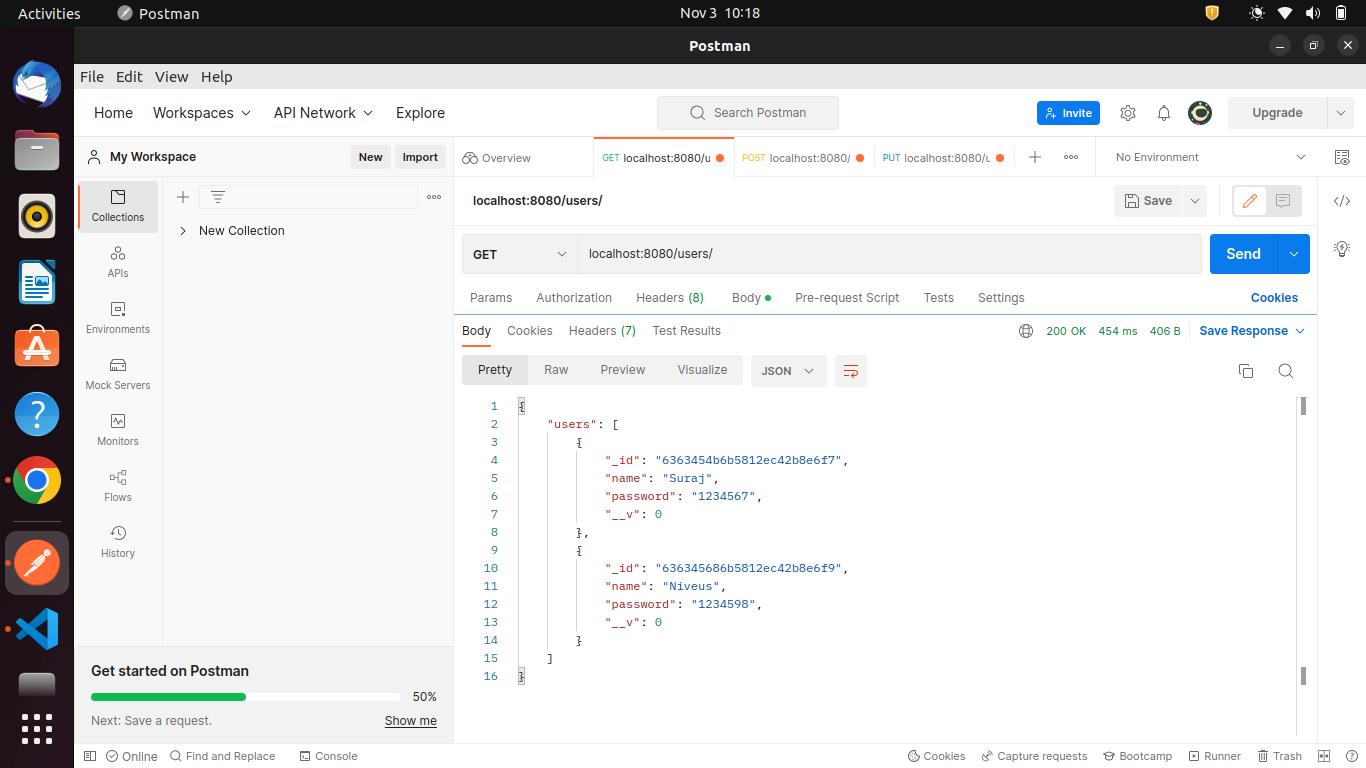 Activities Postman Nov 3 10:18
Postman
File Edit View Help
Home Workspaces API Network Explore Search Postman Invite Upgrade
My Workspace New Import
Overview GET localhost:8080/u POST localhost:8080/ PUT localhost:8080/u No Environment
localhost:8080/users/ Save
Collections
New Collection
APIs
Environments
Mock Servers
Monitors
Flows
History
GET localhost:8080/users/ Send
Params Authorization Headers (8) Body Pre-request Script Tests Settings Cookies
Body Cookies Headers (7) Test Results 200 OK 454 ms 406 B Save Response
Pretty Raw Preview Visualize JSON
1 {
2 "users": [
3 {
4 "_id": "6363454b6b5812ec42b8e6f7",
5 "name": "Suraj",
6 "password": "1234567",
7 "__v": 0
8 },
9 {
10 "_id": "636345686b5812ec42b8e6f9",
11 "name": "Niveus",
12 "password": "1234598",
13 "__v": 0
14 }
15 ]
16 }
Get started on Postman
50%
Next: Save a request. Show me
Online Find and Replace Console Cookies Capture requests Bootcamp Runner Trash